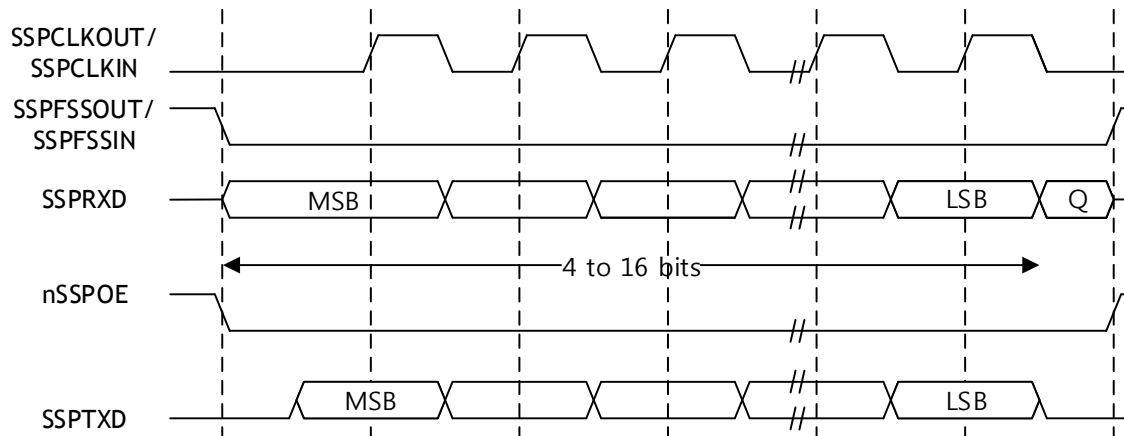 SSPCLKOUT/
SSPCLKIN
SSPFSSOUT/
SSPFSSIN
SSPRXD
MSB
LSB
Q
4 to 16 bits
nSSPOE
SSPTXD
MSB
LSB